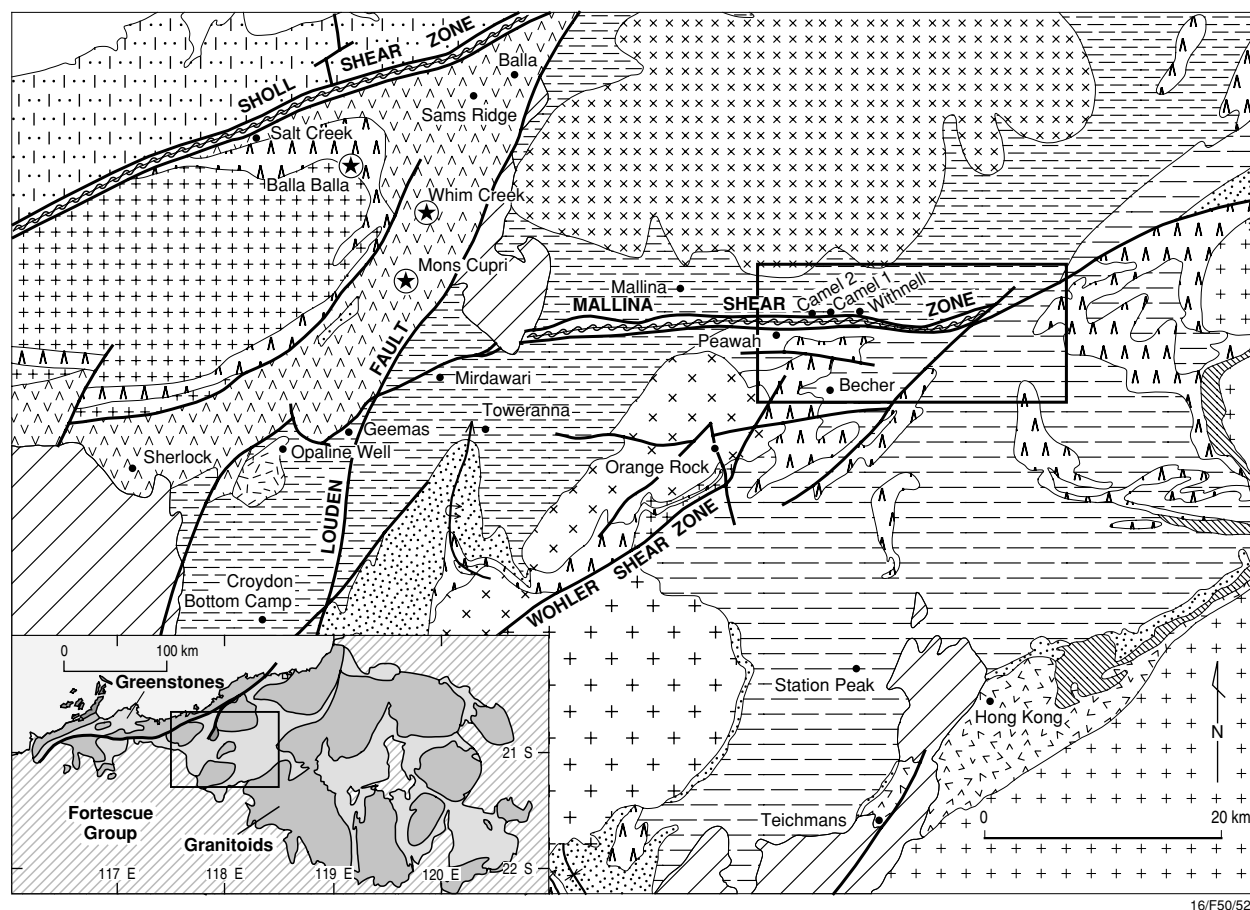 SHOLL SHEAR ZONE
Balla
Sams Ridge
Salt Creek
Balla Balla
Whim Creek
Mons Cupri
Mallina
MALLINA SHEAR ZONE
Camel 2
Camel 1
Withnell
Peawah
Mirdawari
Becher
Toweranna
Geemas
Opaline Well
Sherlock
LOUDEN FAULT
Orange Rock
WOHLER SHEAR ZONE
Croydon
Bottom Camp
Station Peak
Hong Kong
Teichmans
N
0 20 km
0 100 km
Greenstones
21 S
Fortescue
Group
Granitoids
117 E 118 E 119 E 120 E 22 S
16/F50/52